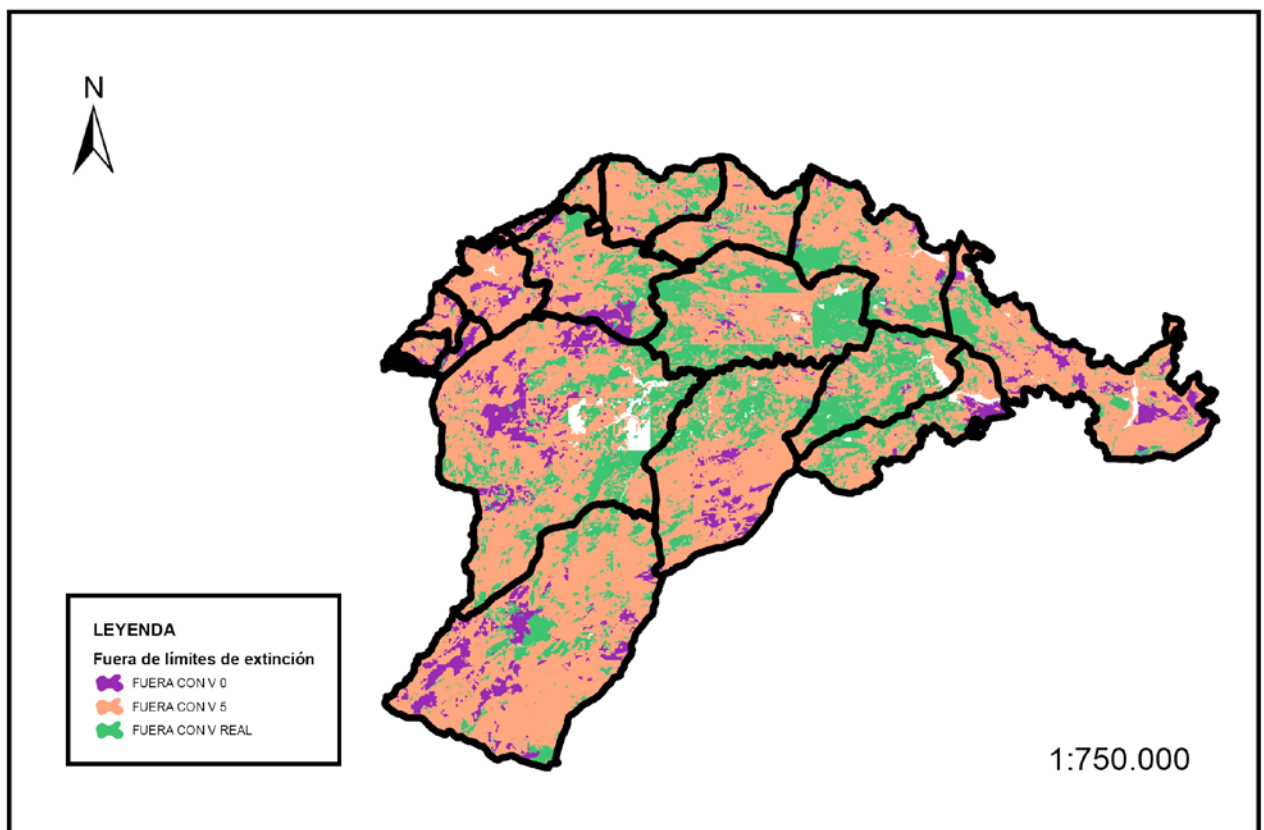 N
LEYENDA
Fuera de límites de extinción
FUERA CON V 0
FUERA CON V 5
FUERA CON V REAL
1:750.000